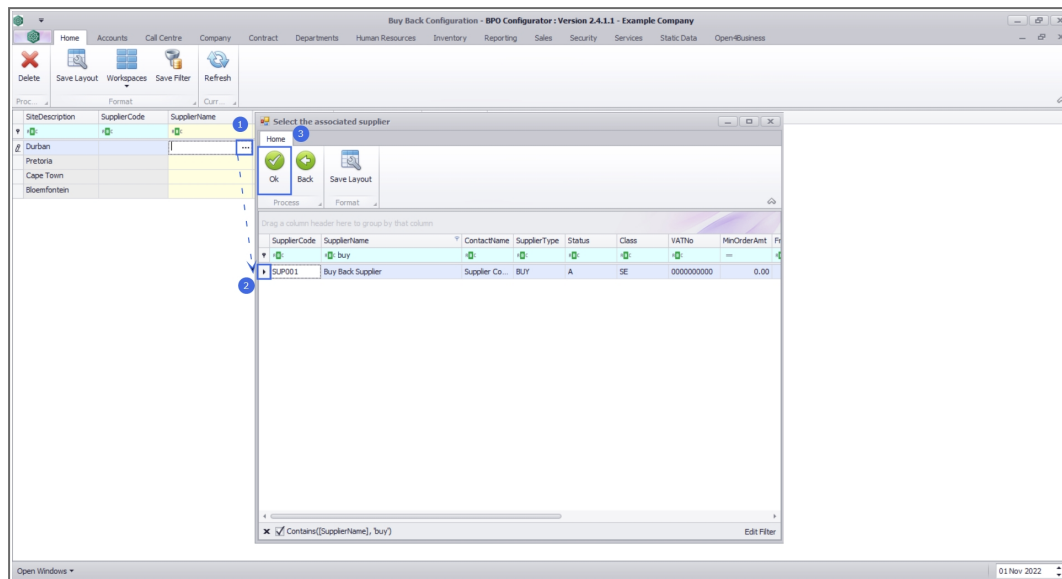 Buy Back Configuration - BPO Configurator : Version 2.4.1.1 - Example Company
Home Accounts Call Centre Company Contract Departments Human Resources Inventory Reporting Sales Security Services Static Data Open4Business
Delete Save Layout Workspaces Save Filter Refresh
Proc... Format Curr...
SiteDescription SupplierCode SupplierName
Durban ...
Pretoria
Cape Town
Bloemfontein
1
2
3
Select the associated supplier
Home
Ok Back Save Layout
Process Format
Drag a column header here to group by that column
SupplierCode SupplierName ContactName SupplierType Status Class VATNo MinOrderAmt Fr
buy =
SUP001 Buy Back Supplier Supplier Co... BUY A SE 0000000000 0.00
Contains([SupplierName], 'buy') Edit Filter
Open Windows 01 Nov 2022